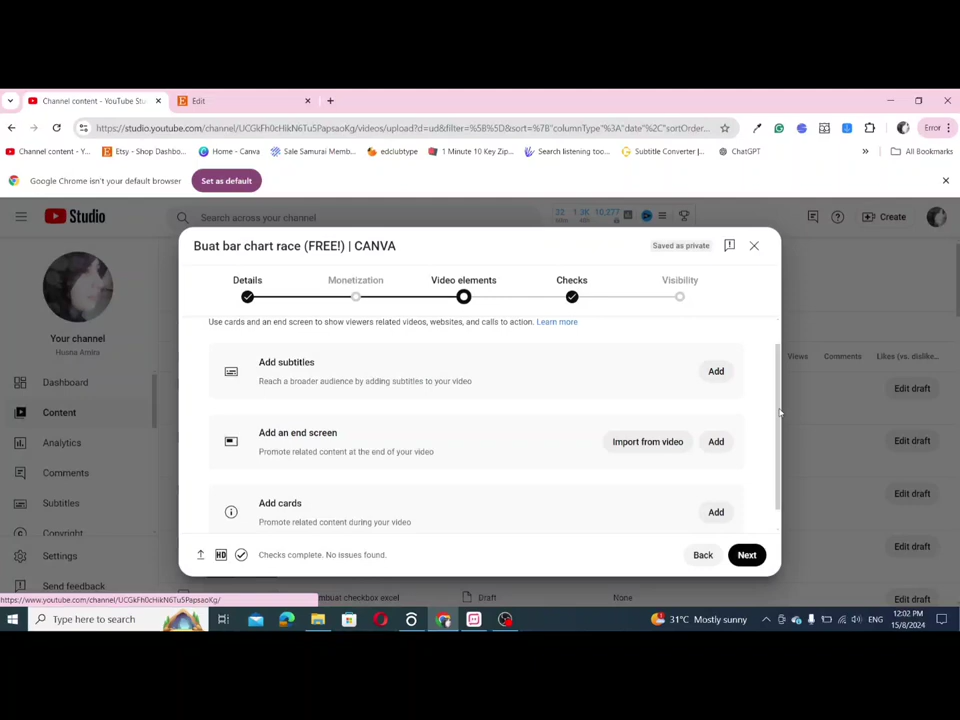 Channel content - YouTube Stu
Edit
https://studio.youtube.com/channel/UCGkFh0cHIkN6Tu5PapsaoKg/videos/upload?d=ud&filter=%5B%5D&sort=%7B"columnType"%3A"date"%2C"sortOrder...
Error
Channel content - Y...
Etsy - Shop Dashbo...
Home - Canva
Sale Samurai Memb...
edclubtype
1 Minute 10 Key Zip...
Search listening too...
Subtitle Converter |...
ChatGPT
All Bookmarks
Google Chrome isn't your default browser
Set as default
Studio
Search across your channel
32 1.3K 10,277
Create
Buat bar chart race (FREE!) | CANVA
Saved as private
Details
Monetization
Video elements
Checks
Visibility
Use cards and an end screen to show viewers related videos, websites, and calls to action. Learn more
Add subtitles
Reach a broader audience by adding subtitles to your video
Add
Add an end screen
Promote related content at the end of your video
Import from video
Add
Add cards
Promote related content during your video
Add
HD
Checks complete. No issues found.
Back
Next
Your channel
Husna Amira
Dashboard
Content
Analytics
Comments
Subtitles
Copyright
Settings
Send feedback
Views
Comments
Likes (vs. dislike...
Edit draft
Edit draft
Edit draft
Edit draft
Edit draft
https://www.youtube.com/channel/UCGkFh0cHikN6Tu5PapsaoKg/
mbuat checkbox excel
Draft
None
Type here to search
31°C Mostly sunny
ENG
12:02 PM
15/8/2024